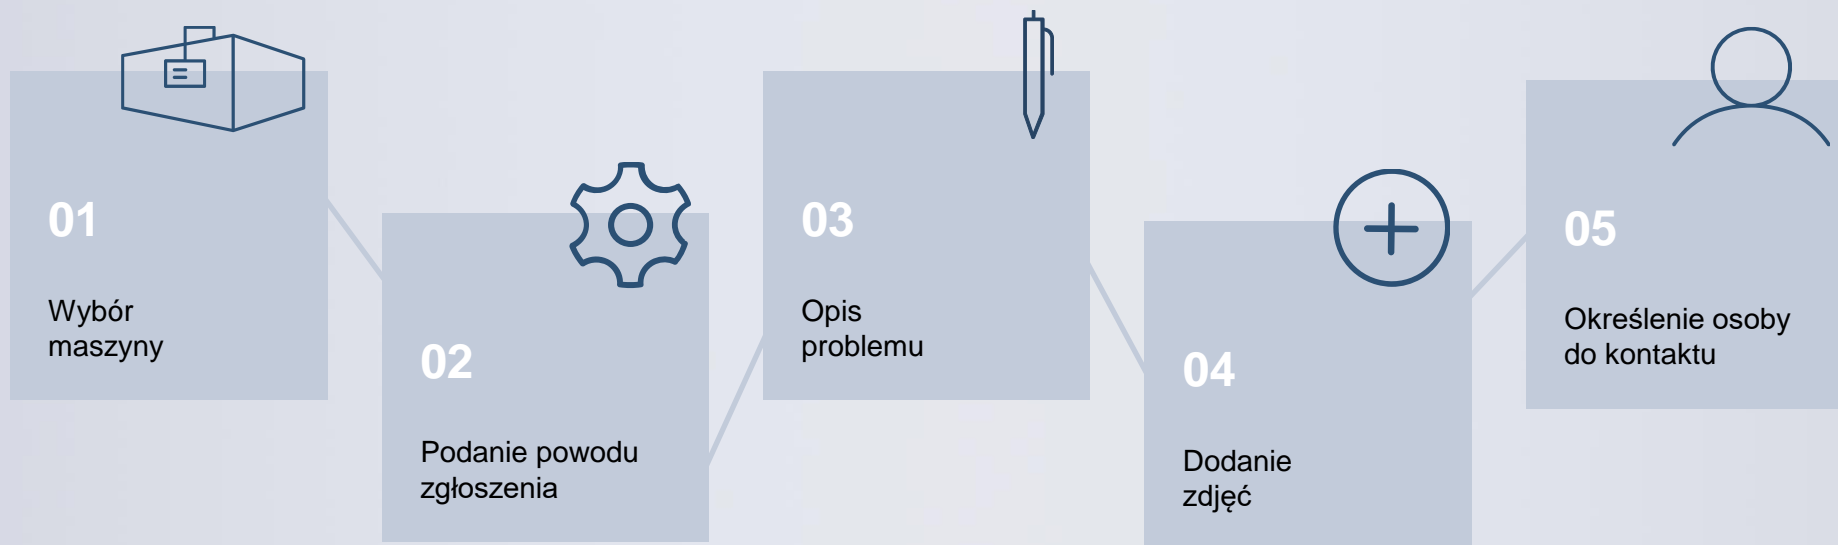 01
Wybór
maszyny
02
Podanie powodu
zgłoszenia
03
Opis
problemu
04
Dodanie
zdjęć
05
Określenie osoby
do kontaktu